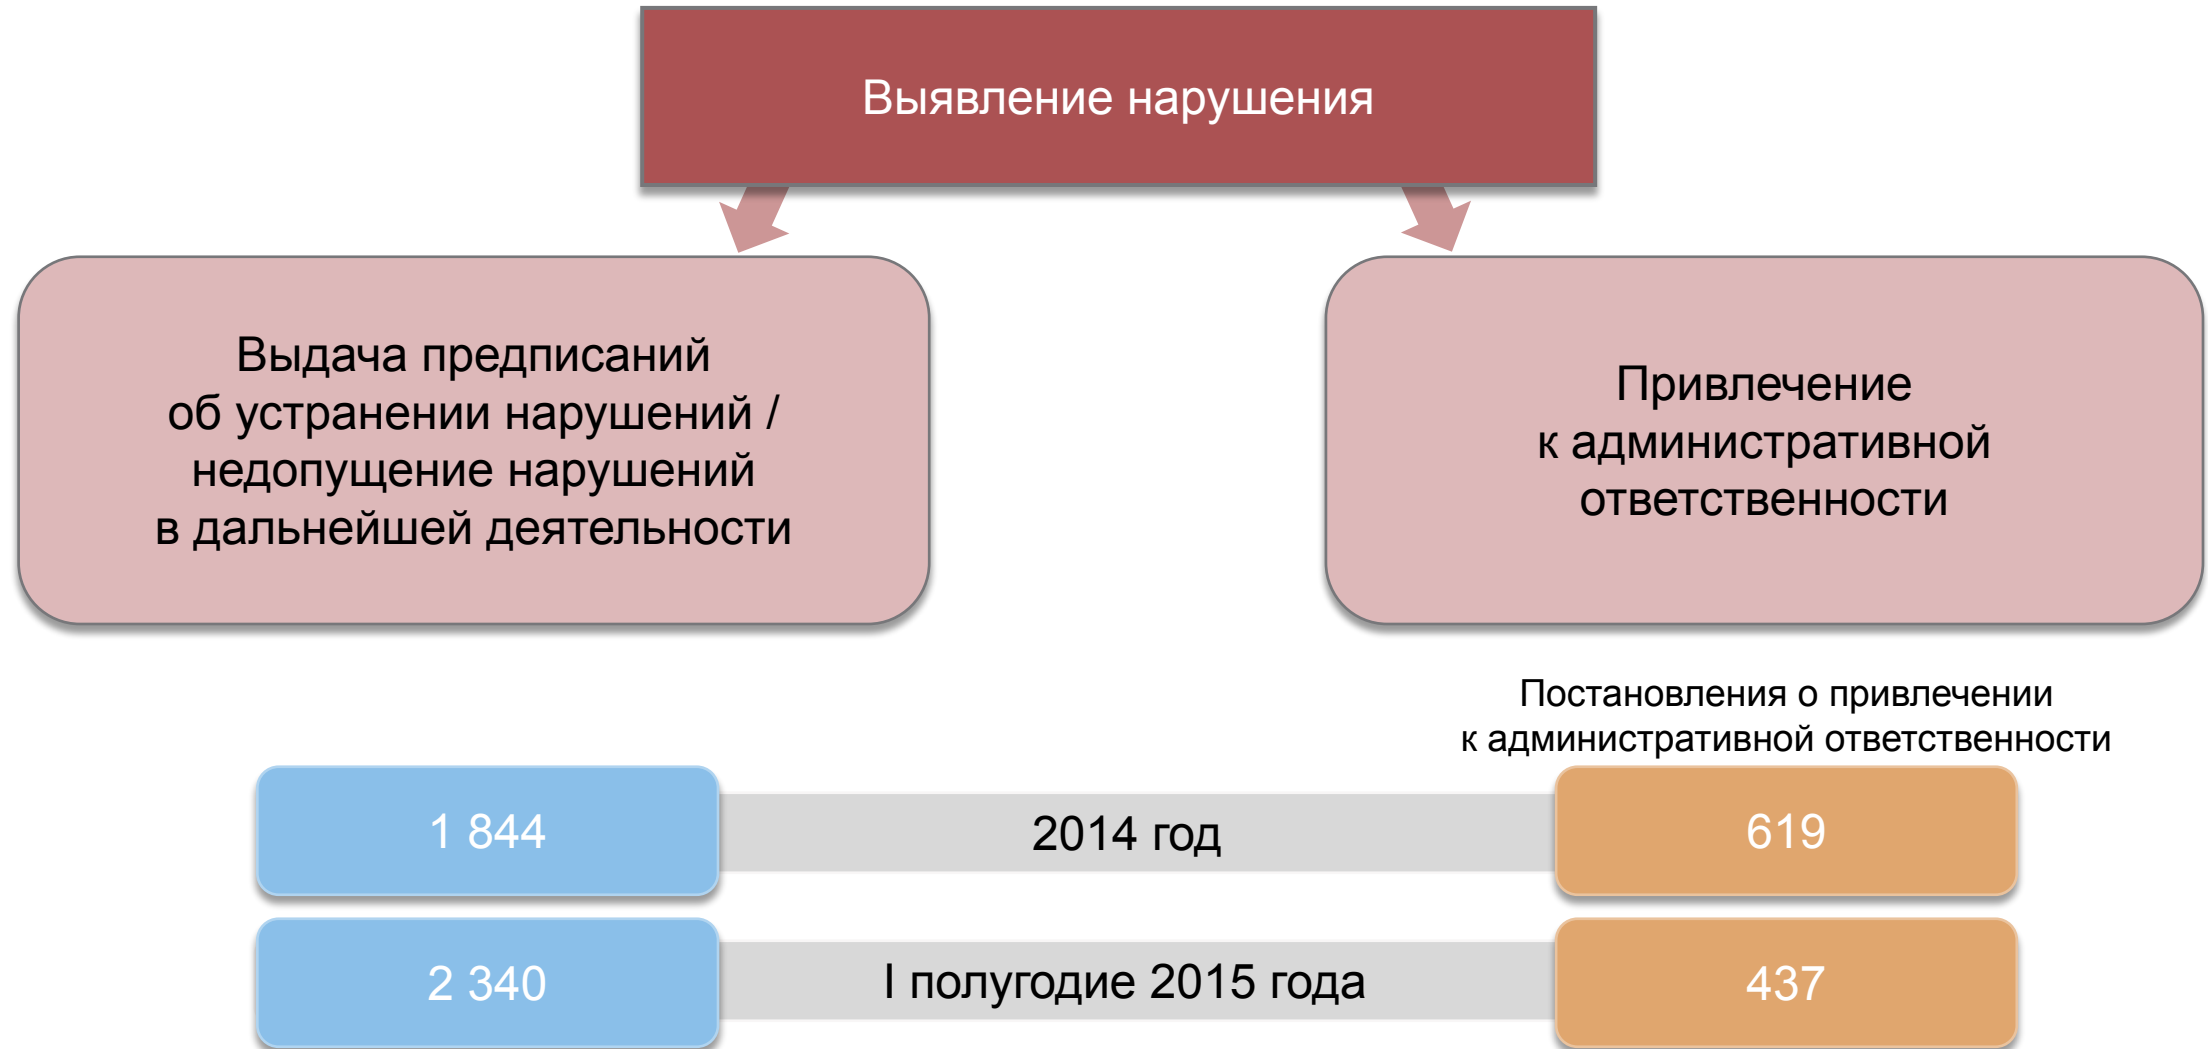 Выявление нарушения
Выдача предписаний
об устранении нарушений /
недопущение нарушений
в дальнейшей деятельности
Привлечение
к административной
ответственности
Постановления о привлечении
к административной ответственности
1 844
2014 год
619
2 340
I полугодие 2015 года
437